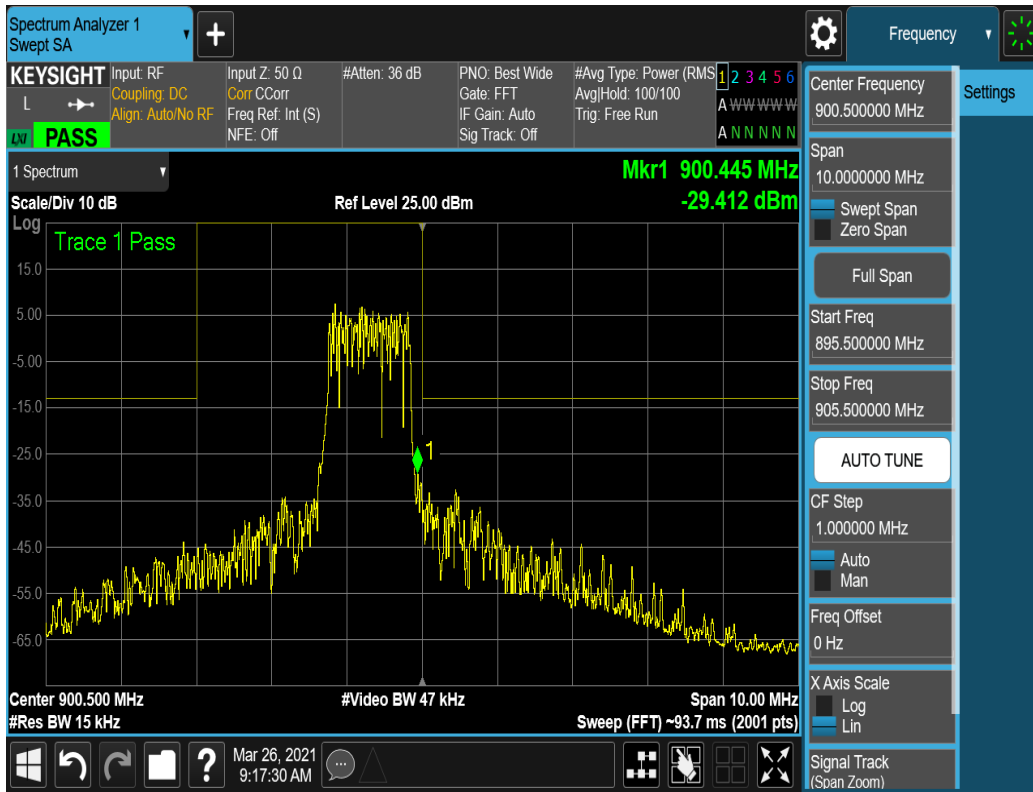 Spectrum Analyzer 1
Swept SA
+
Frequency
KEYSIGHT
L
LXI PASS
Input: RF
Coupling: DC
Align: Auto/No RF
Input Z: 50 Ω
Corr CCorr
Freq Ref: Int (S)
NFE: Off
#Atten: 36 dB
PNO: Best Wide
Gate: FFT
IF Gain: Auto
Sig Track: Off
#Avg Type: Power (RMS
Avg|Hold: 100/100
Trig: Free Run
1 2 3 4 5 6
A W W W W W
A N N N N N
1 Spectrum
Scale/Div 10 dB
Ref Level 25.00 dBm
Mkr1 900.445 MHz
-29.412 dBm
Log
Trace 1 Pass
15.0
5.00
-5.00
-15.0
-25.0
-35.0
-45.0
-55.0
-65.0
1
Center 900.500 MHz
#Video BW 47 kHz
Span 10.00 MHz
#Res BW 15 kHz
Sweep (FFT) ~93.7 ms (2001 pts)
?
Mar 26, 2021
9:17:30 AM
Center Frequency
900.500000 MHz
Span
10.0000000 MHz
Swept Span
Zero Span
Full Span
Start Freq
895.500000 MHz
Stop Freq
905.500000 MHz
AUTO TUNE
CF Step
1.000000 MHz
Auto
Man
Freq Offset
0 Hz
X Axis Scale
Log
Lin
Signal Track
(Span Zoom)
Settings